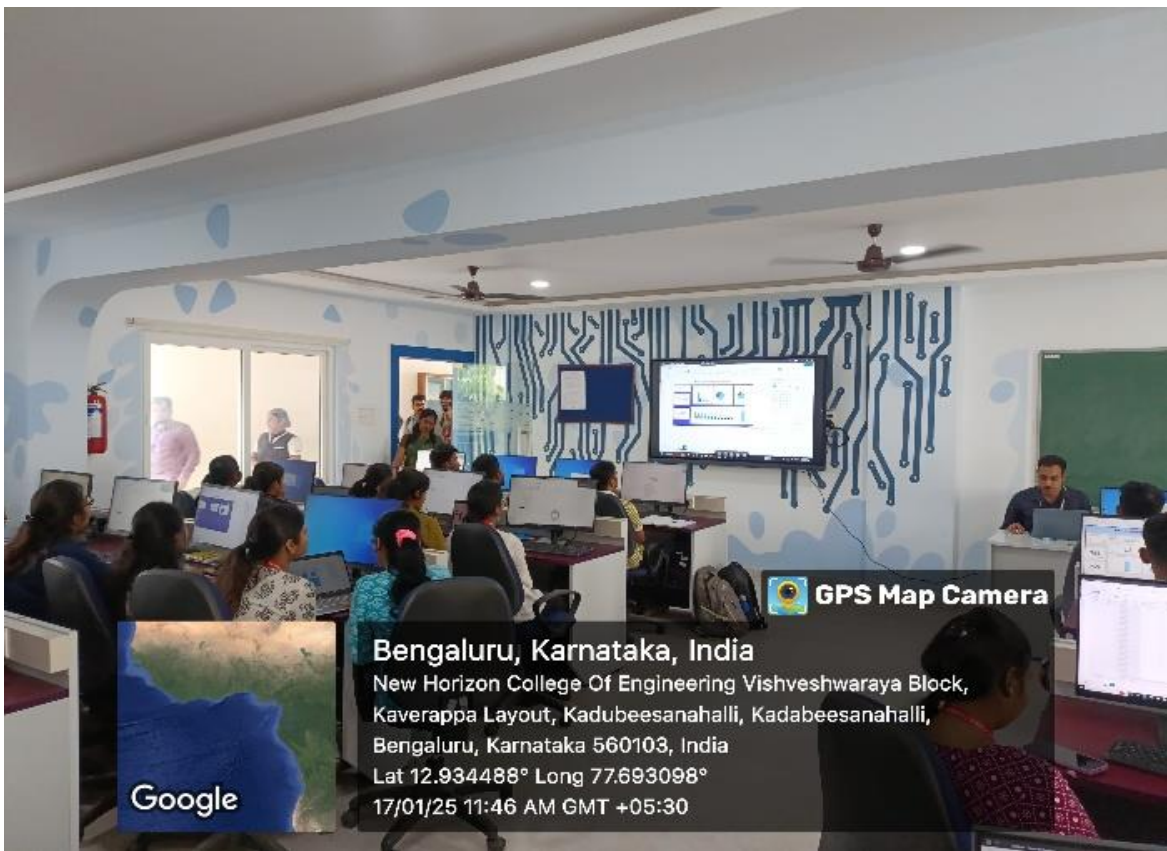 GPS Map Camera
Bengaluru, Karnataka, India
New Horizon College Of Engineering Vishveshwaraya Block,
Kaverappa Layout, Kadubeesanahalli, Kadabeesanahalli,
Bengaluru, Karnataka 560103, India
Lat 12.934488° Long 77.693098°
17/01/25 11:46 AM GMT +05:30
Google